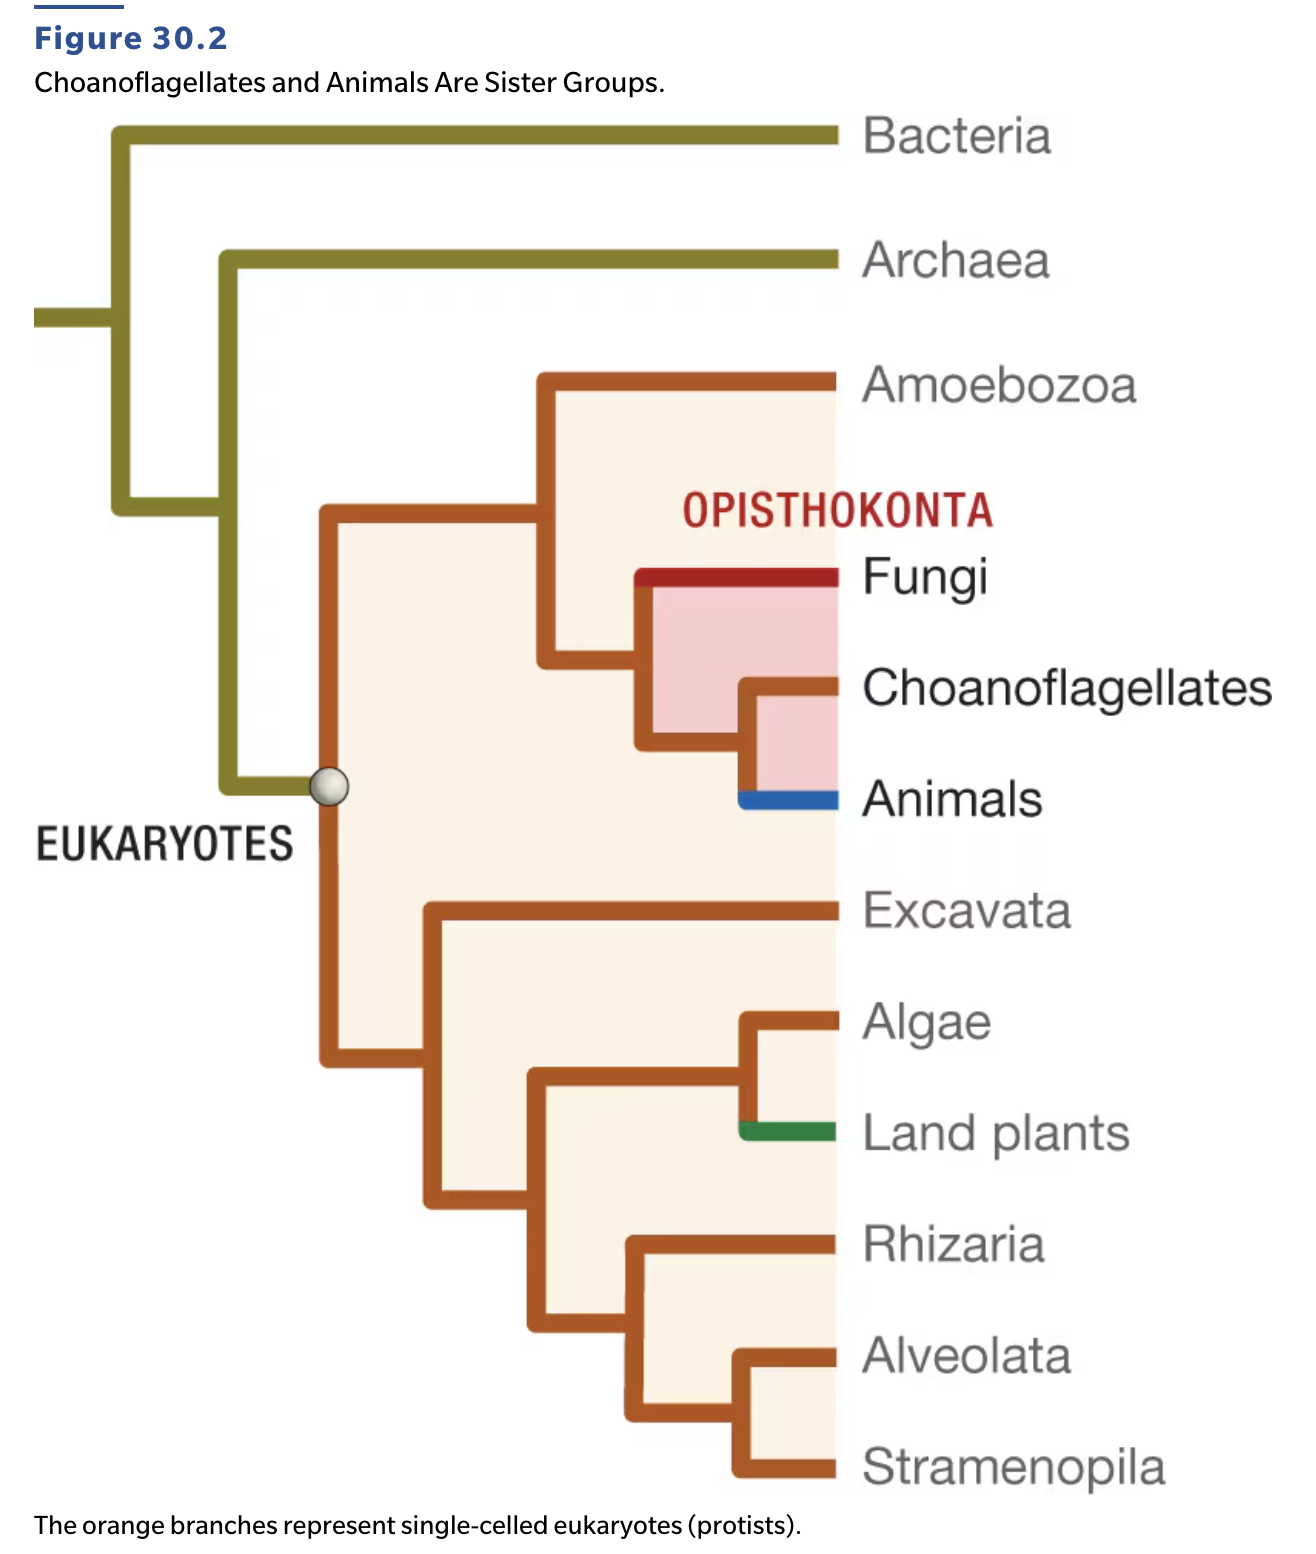 Figure 30.2
Choanoflagellates and Animals Are Sister Groups.
Bacteria
Archaea
Amoebozoa
OPISTHOKONTA
Fungi
Choanoflagellates
Animals
EUKARYOTES
Excavata
Algae
Land plants
Rhizaria
Alveolata
Stramenopila
The orange branches represent single-celled eukaryotes (protists).